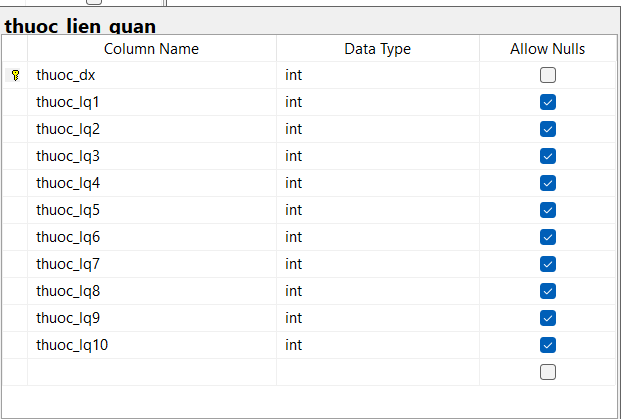 thuoc_lien_quan
Column Name Data Type Allow Nulls
thuoc_dx int
thuoc_lq1 int
thuoc_lq2 int
thuoc_lq3 int
thuoc_lq4 int
thuoc_lq5 int
thuoc_lq6 int
thuoc_lq7 int
thuoc_lq8 int
thuoc_lq9 int
thuoc_lq10 int